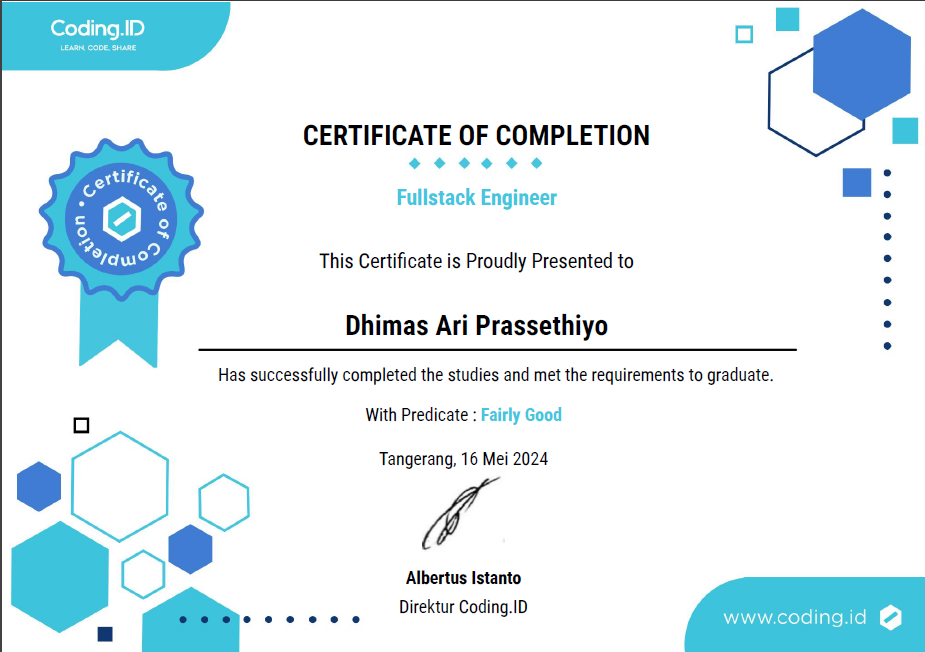 Coding.ID
LEARN, CODE, SHARE
CERTIFICATE OF COMPLETION
Fullstack Engineer
• Certificate of Completion
This Certificate is Proudly Presented to
Dhimas Ari Prassethiyo
Has successfully completed the studies and met the requirements to graduate.
With Predicate : Fairly Good
Tangerang, 16 Mei 2024
Albertus Istanto
Direktur Coding.ID
www.coding.id